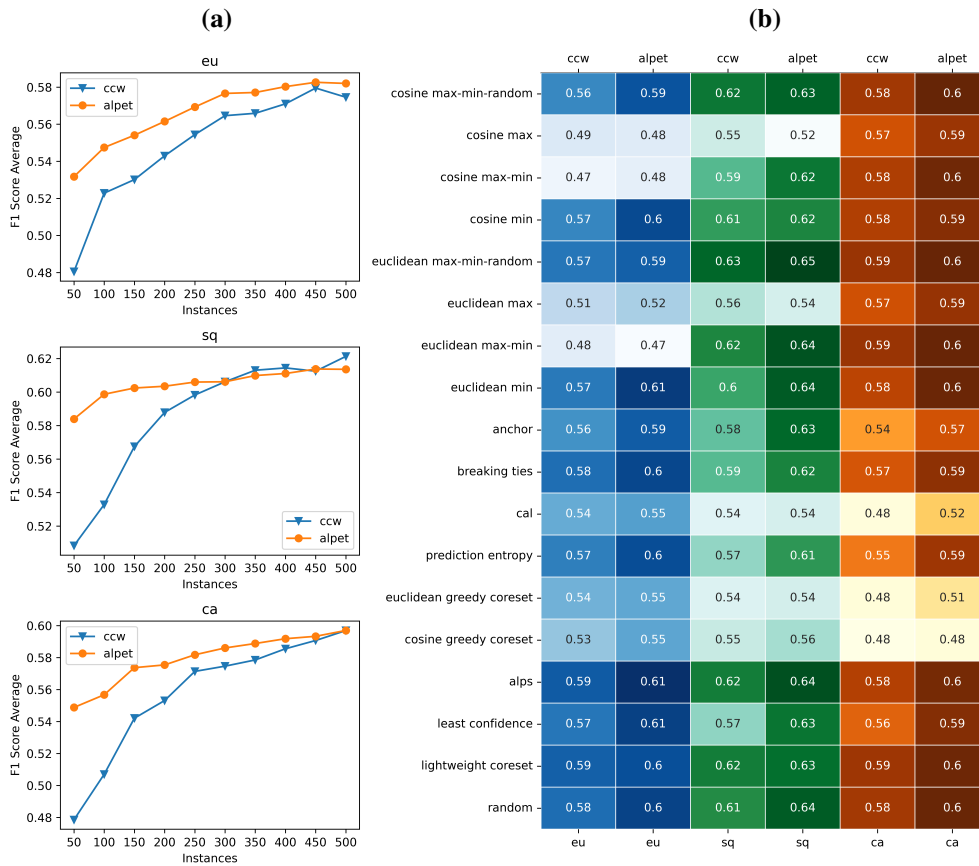 (a)
eu
F1 Score Average
0.58
0.56
0.54
0.52
0.50
0.48
ccw
alpet
50 100 150 200 250 300 350 400 450 500
Instances
sq
F1 Score Average
0.62
0.60
0.58
0.56
0.54
0.52
ccw
alpet
50 100 150 200 250 300 350 400 450 500
Instances
ca
F1 Score Average
0.60
0.58
0.56
0.54
0.52
0.50
0.48
ccw
alpet
50 100 150 200 250 300 350 400 450 500
Instances
(b)
ccw alpet ccw alpet ccw alpet
cosine max-min-random 0.56 0.59 0.62 0.63 0.58 0.6
cosine max 0.49 0.48 0.55 0.52 0.57 0.59
cosine max-min 0.47 0.48 0.59 0.62 0.58 0.6
cosine min 0.57 0.6 0.61 0.62 0.58 0.59
euclidean max-min-random 0.57 0.59 0.63 0.65 0.59 0.6
euclidean max 0.51 0.52 0.56 0.54 0.57 0.59
euclidean max-min 0.48 0.47 0.62 0.64 0.59 0.6
euclidean min 0.57 0.61 0.6 0.64 0.58 0.6
anchor 0.56 0.59 0.58 0.63 0.54 0.57
breaking ties 0.58 0.6 0.59 0.62 0.57 0.59
cal 0.54 0.55 0.54 0.54 0.48 0.52
prediction entropy 0.57 0.6 0.57 0.61 0.55 0.59
euclidean greedy coreset 0.54 0.55 0.54 0.54 0.48 0.51
cosine greedy coreset 0.53 0.55 0.55 0.56 0.48 0.48
alps 0.59 0.61 0.62 0.64 0.58 0.6
least confidence 0.57 0.61 0.57 0.63 0.56 0.59
lightweight coreset 0.59 0.6 0.62 0.63 0.59 0.6
random 0.58 0.6 0.61 0.64 0.58 0.6
eu eu sq sq ca ca